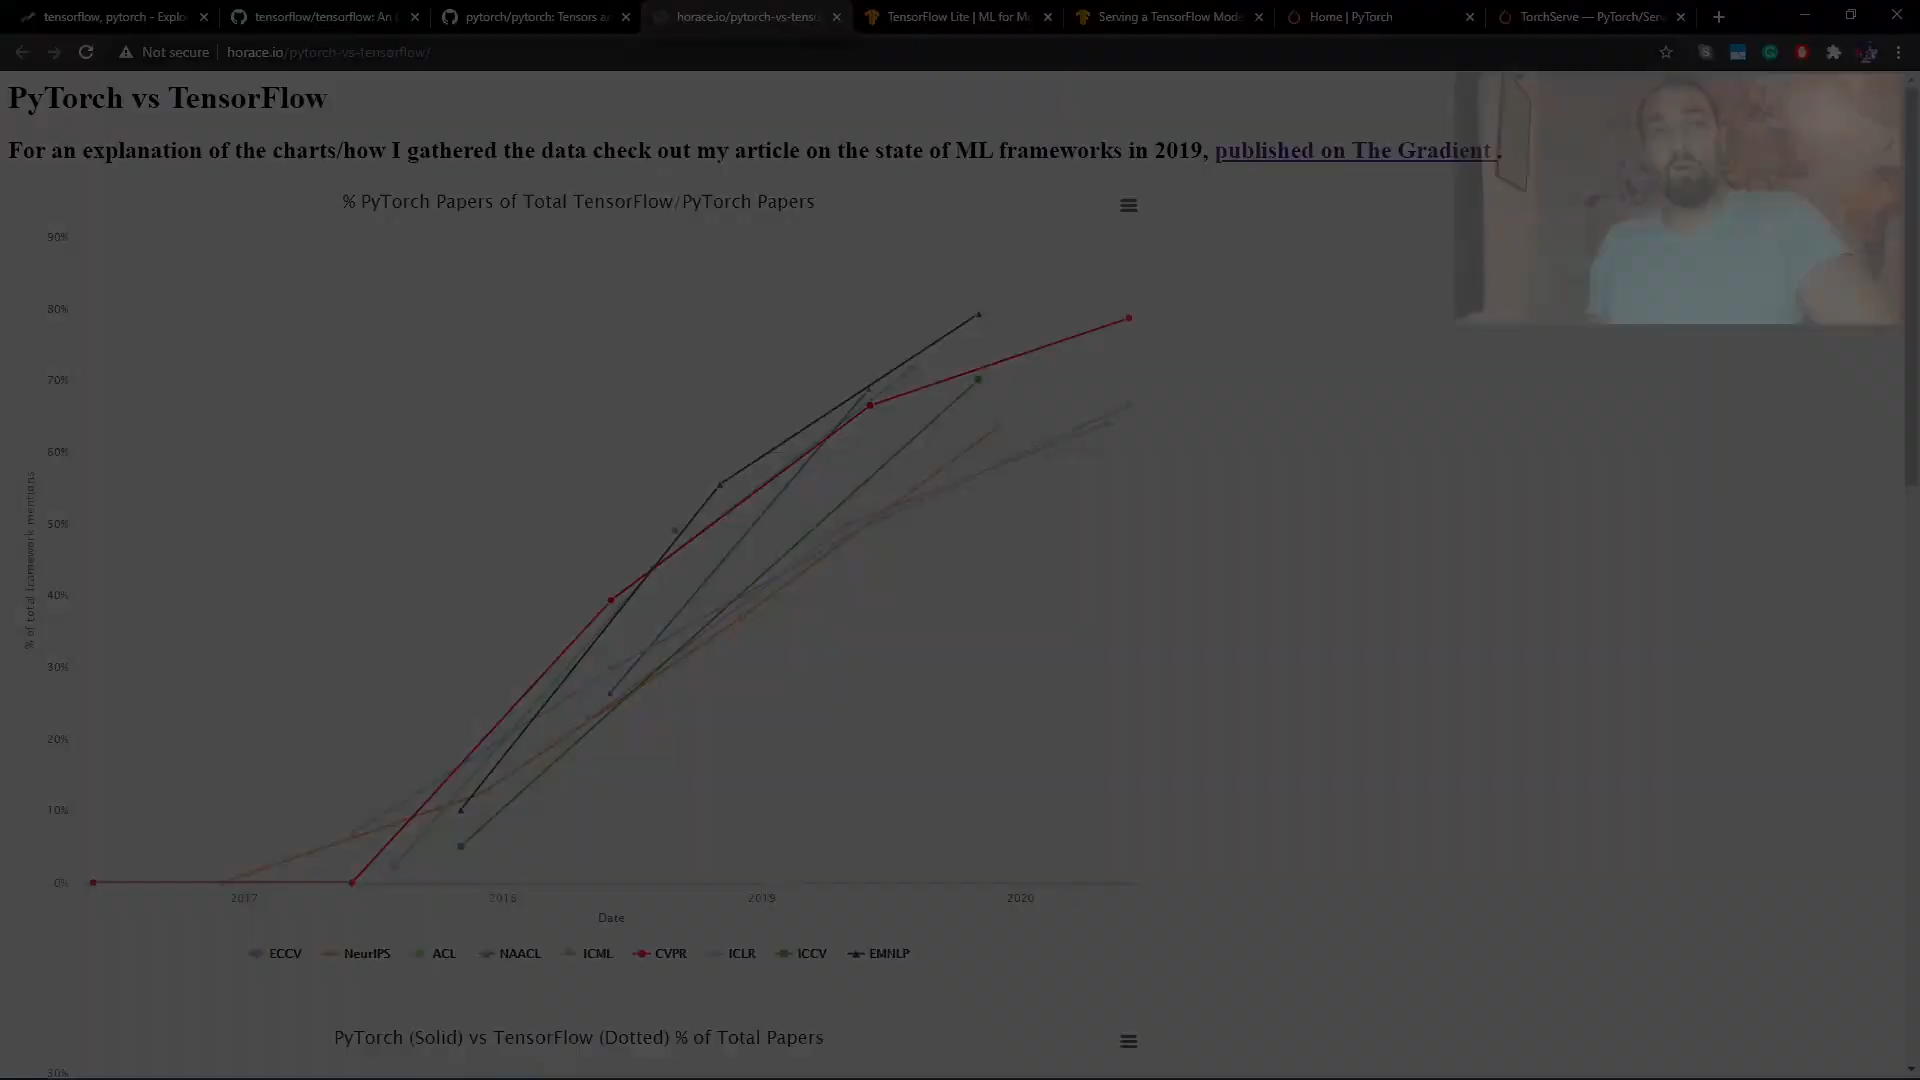 tensorflow, pytorch - Explo
tensorflow/tensorflow: An
pytorch/pytorch: Tensors a
horace.io/pytorch-vs-tens
TensorFlow Lite | ML for Mo
Serving a TensorFlow Mode
Home | PyTorch
TorchServe — PyTorch/Serv
Not secure
horace.io/pytorch-vs-tensorflow/
PyTorch vs TensorFlow
For an explanation of the charts/how I gathered the data check out my article on the state of ML frameworks in 2019, published on The Gradient .
% PyTorch Papers of Total TensorFlow/PyTorch Papers
90%
80%
70%
60%
50%
40%
30%
20%
10%
0%
% of total framework mentions
2017
2018
2019
2020
Date
ECCV
NeurIPS
ACL
NAACL
ICML
CVPR
ICLR
ICCV
EMNLP
PyTorch (Solid) vs TensorFlow (Dotted) % of Total Papers
30%